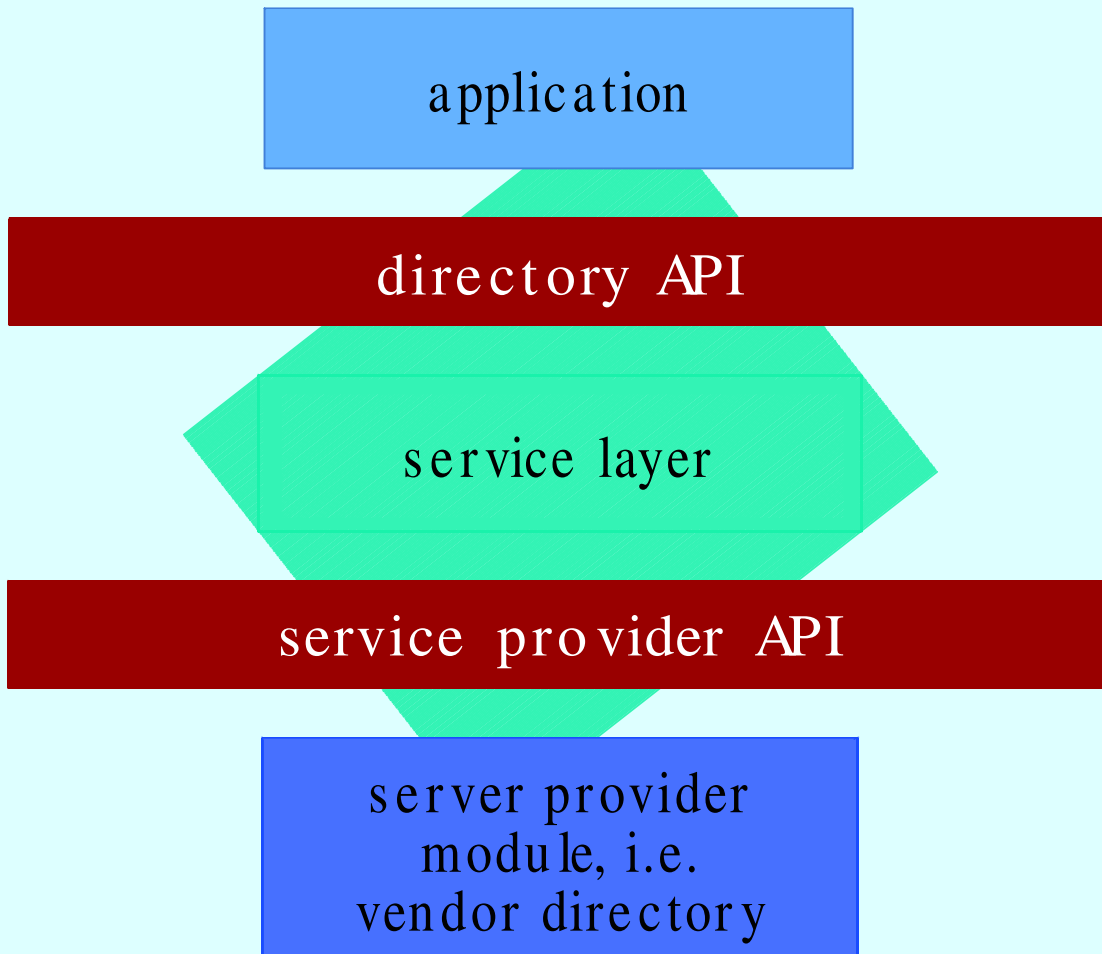 application
directory API
service layer
service provider API
server provider
module, i.e.
vendor directory